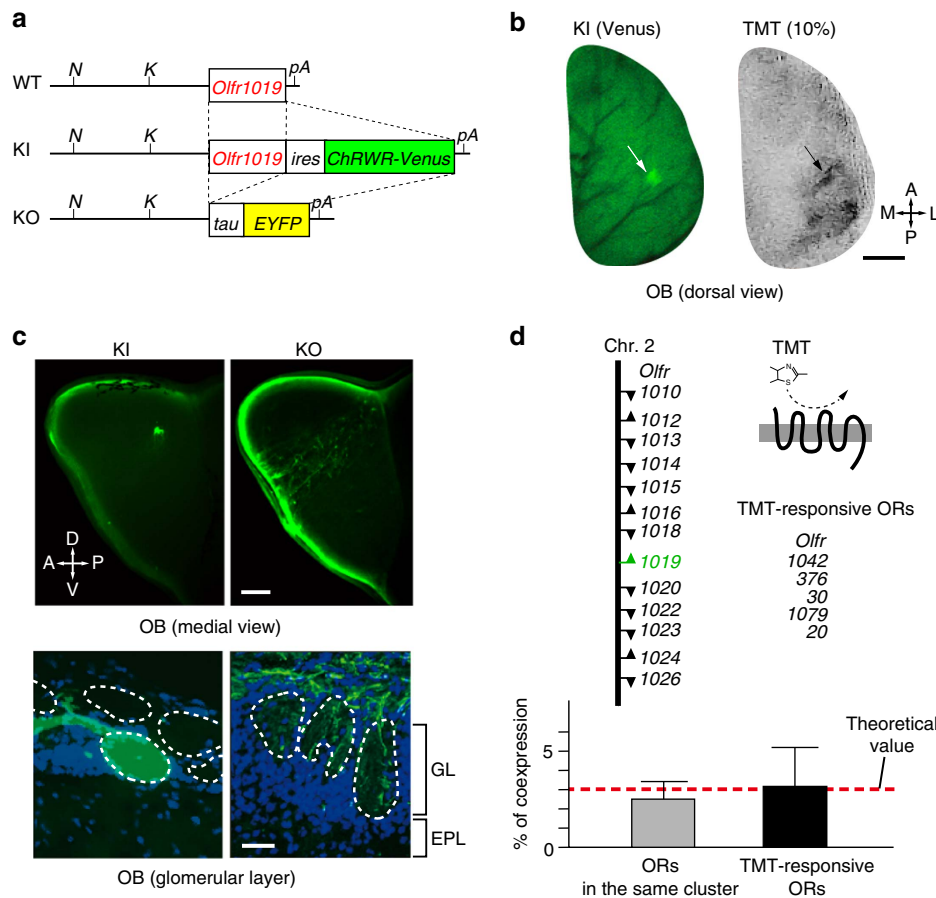 a
N K pA
WT Olfr1019
pA
KI Olfr1019 ires ChRWR-Venus
N K
KO N K pA
tau EYFP
b
KI (Venus) TMT (10%)
A
M L
P
OB (dorsal view)
c
KI KO
D
A P
V
OB (medial view)
GL
EPL
OB (glomerular layer)
d
Chr. 2
Olfr
1010
1012
1013
1014
1015
1016
1018
1019
1020
1022
1023
1024
1026
TMT
N
S
TMT-responsive ORs
Olfr
1042
376
30
1079
20
% of coexpression
5
0
Theoretical
value
ORs
in the same cluster
TMT-responsive
ORs